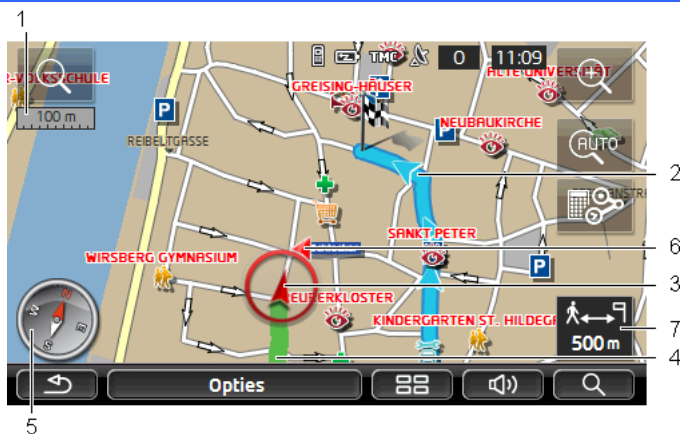 1
TMC
0
11:09
R-VOLKSSCHULE
ALTE UNIVERSITÄT
GREISING-HÄUSER
100 m
P
P
P
NEUBAUKIRCHE
REIBELTGASSE
AUTO
2
SANKT PETER
6
WIRSBERG GYMNASIUM
P
3
EUERERKLOSTER
KINDERGARTEN ST. HILDEG
7
500 m
4
N
E
S
W
Opties
5